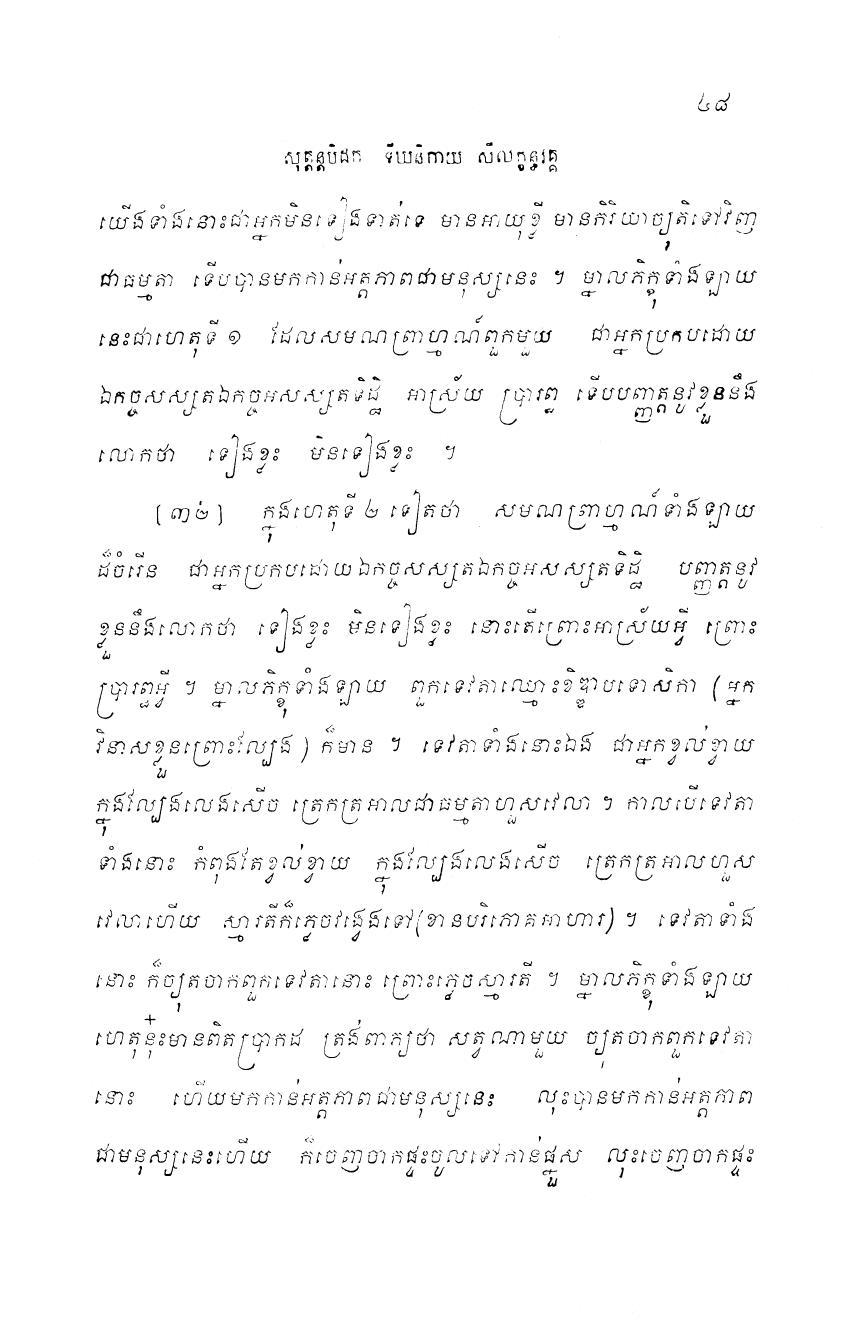 ៤៨
សុត្តន្តបិដក ទីឃនិកាយ សីលក្ខន្ធវគ្គ
យើងទាំងនោះជាអ្នកមិនទៀងទាត់ទេ មានអាយុខ្លី មានកិរិយាច្យុតិទៅវិញ
ជាធម្មតា ទើបបានមកកាន់អត្តភាពជាមនុស្សនេះ ។ ម្នាលភិក្ខុទាំងឡាយ
នេះជាហេតុទី ១ ដែលសមណព្រាហ្មណ៍ពួកមួយ ជាអ្នកប្រកបដោយ
ឯកច្ចសស្សតឯកច្ចអសស្សតទិដ្ឋិ អាស្រ័យ ប្រារព្ធ ទើបបញ្ញត្តនូវខ្លួននឹង
លោកថា ទៀងខ្លះ មិនទៀងខ្លះ ។
[៣២] ក្នុងហេតុទី ២ ទៀតថា សមណព្រាហ្មណ៍ទាំងឡាយ
ដ៏ចំរើន ជាអ្នកប្រកបដោយឯកច្ចសស្សតឯកច្ចអសស្សតទិដ្ឋិ បញ្ញត្តនូវ
ខ្លួននឹងលោកថា ទៀងខ្លះ មិនទៀងខ្លះ នោះតើព្រោះអាស្រ័យអ្វី ព្រោះ
ប្រារព្ធអ្វី ។ ម្នាលភិក្ខុទាំងឡាយ ពួកទេវតាឈ្មោះខិឌ្ឌាបទោសិកា (អ្នក
វិនាសខ្លួនព្រោះល្បែង) ក៏មាន ។ ទេវតាទាំងនោះឯង ជាអ្នកខ្វល់ខ្វាយ
ក្នុងល្បែងលេងសើច ត្រេកត្រអាលជាធម្មតាហួសវេលា ។ កាលបើទេវតា
ទាំងនោះ កំពុងតែខ្វល់ខ្វាយ ក្នុងល្បែងលេងសើច ត្រេកត្រអាលហួស
វេលាហើយ ស្មារតីក៏ភ្លេចវង្វេងទៅ(ខានបរិភោគអាហារ) ។ ទេវតាទាំង
នោះ ក៏ច្យុតចាកពួកទេវតានោះ ព្រោះភ្លេចស្មារតី ។ ម្នាលភិក្ខុទាំងឡាយ
ហេតុនុ៎ះមានពិតប្រាកដ ត្រង់ពាក្យថា សត្វណាមួយ ច្យុតចាកពួកទេវតា
នោះ ហើយមកកាន់អត្តភាពជាមនុស្សនេះ លុះបានមកកាន់អត្តភាព
ជាមនុស្សនេះហើយ ក៏ចេញចាកផ្ទះចូលទៅកាន់ផ្នួស លុះចេញចាកផ្ទះ